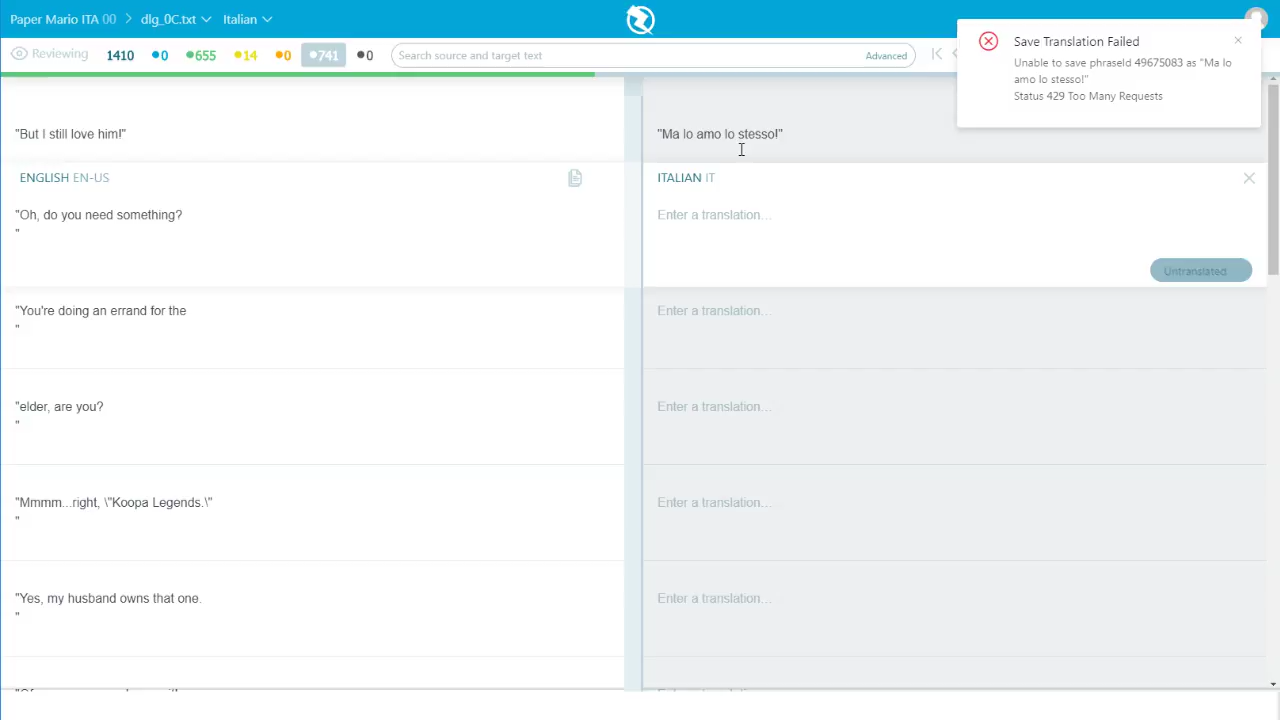 Paper Mario ITA 00 > dlg_0C.txt Italian
Reviewing 1410 0 655 14 0 741 0 Search source and target text Advanced
Save Translation Failed
Unable to save phraseId 49675083 as "Ma lo
amo lo stesso!"
Status 429 Too Many Requests
"But I still love him!" "Ma lo amo lo stesso!"
ENGLISH EN-US ITALIAN IT
"Oh, do you need something? Enter a translation...
"
Untranslated
"You're doing an errand for the Enter a translation...
"
"elder, are you? Enter a translation...
"
"Mmmm...right, \"Koopa Legends.\" Enter a translation...
"
"Yes, my husband owns that one. Enter a translation...
"